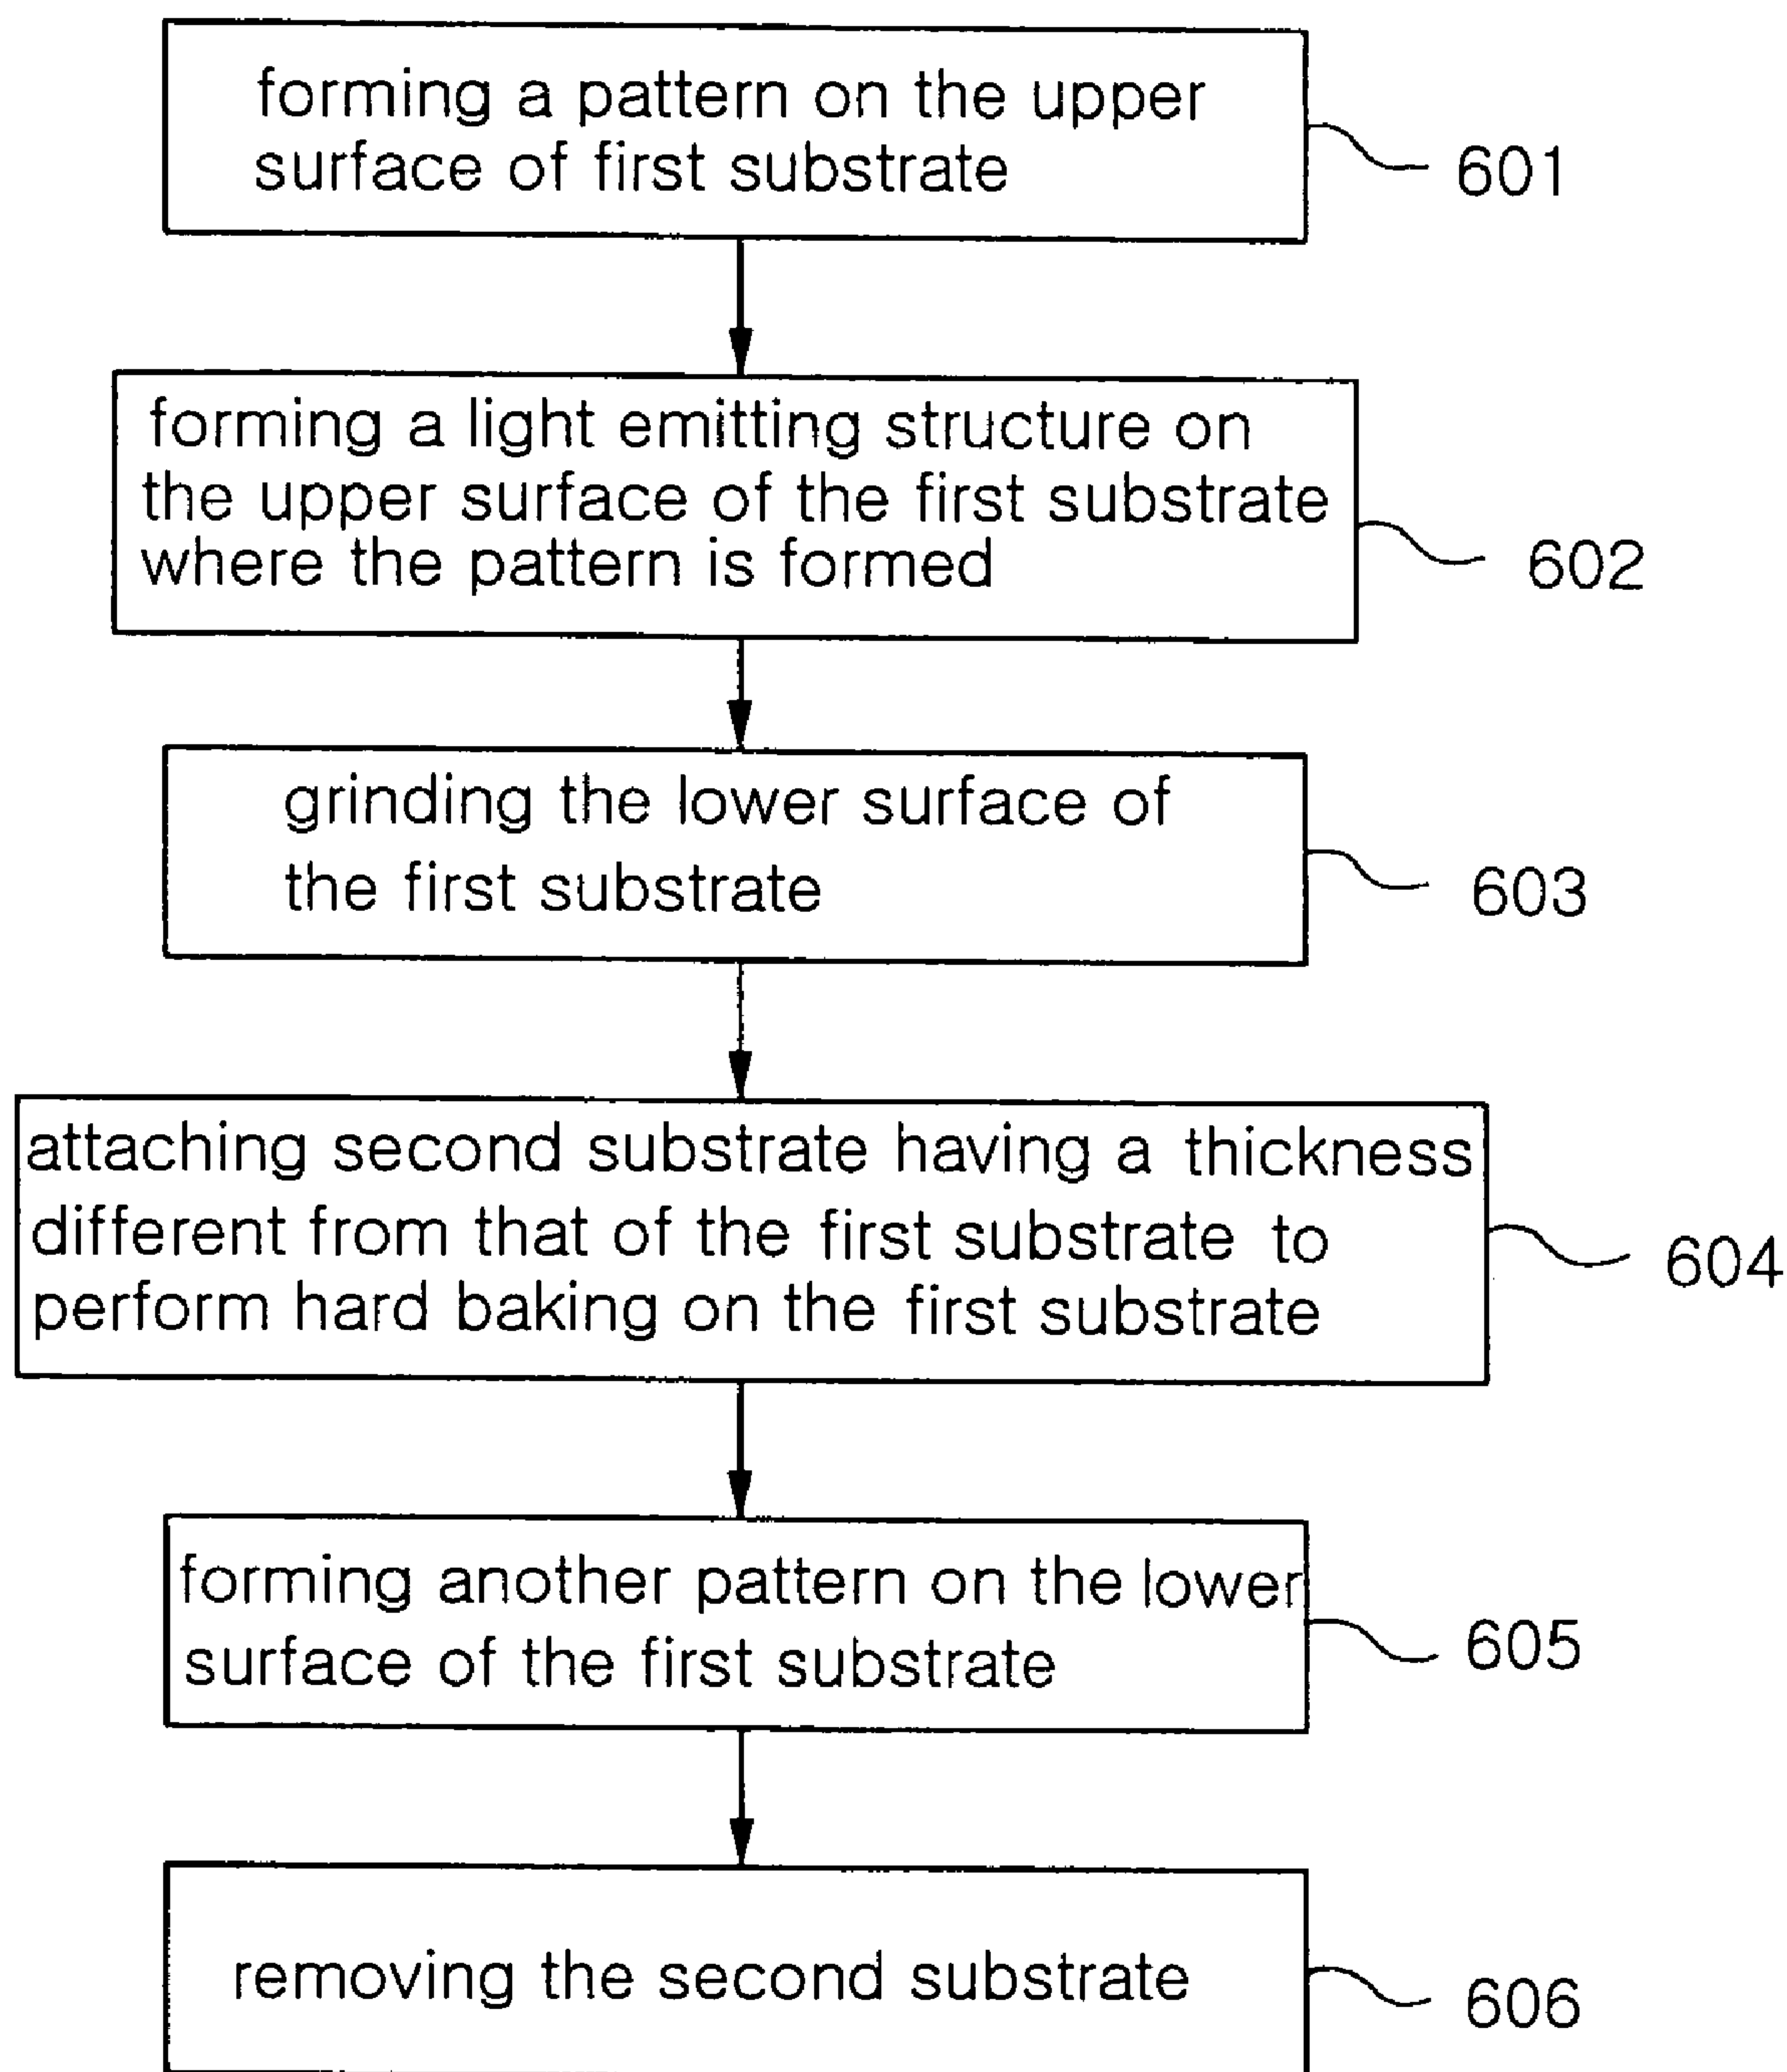 forming a pattern on the upper
surface of first substrate
601
forming a light emitting structure on
the upper surface of the first substrate
where the pattern is formed
602
grinding the lower surface of
the first substrate
603
attaching second substrate having a thickness
different from that of the first substrate to
perform hard baking on the first substrate
604
forming another pattern on the lower
surface of the first substrate
605
removing the second substrate
606